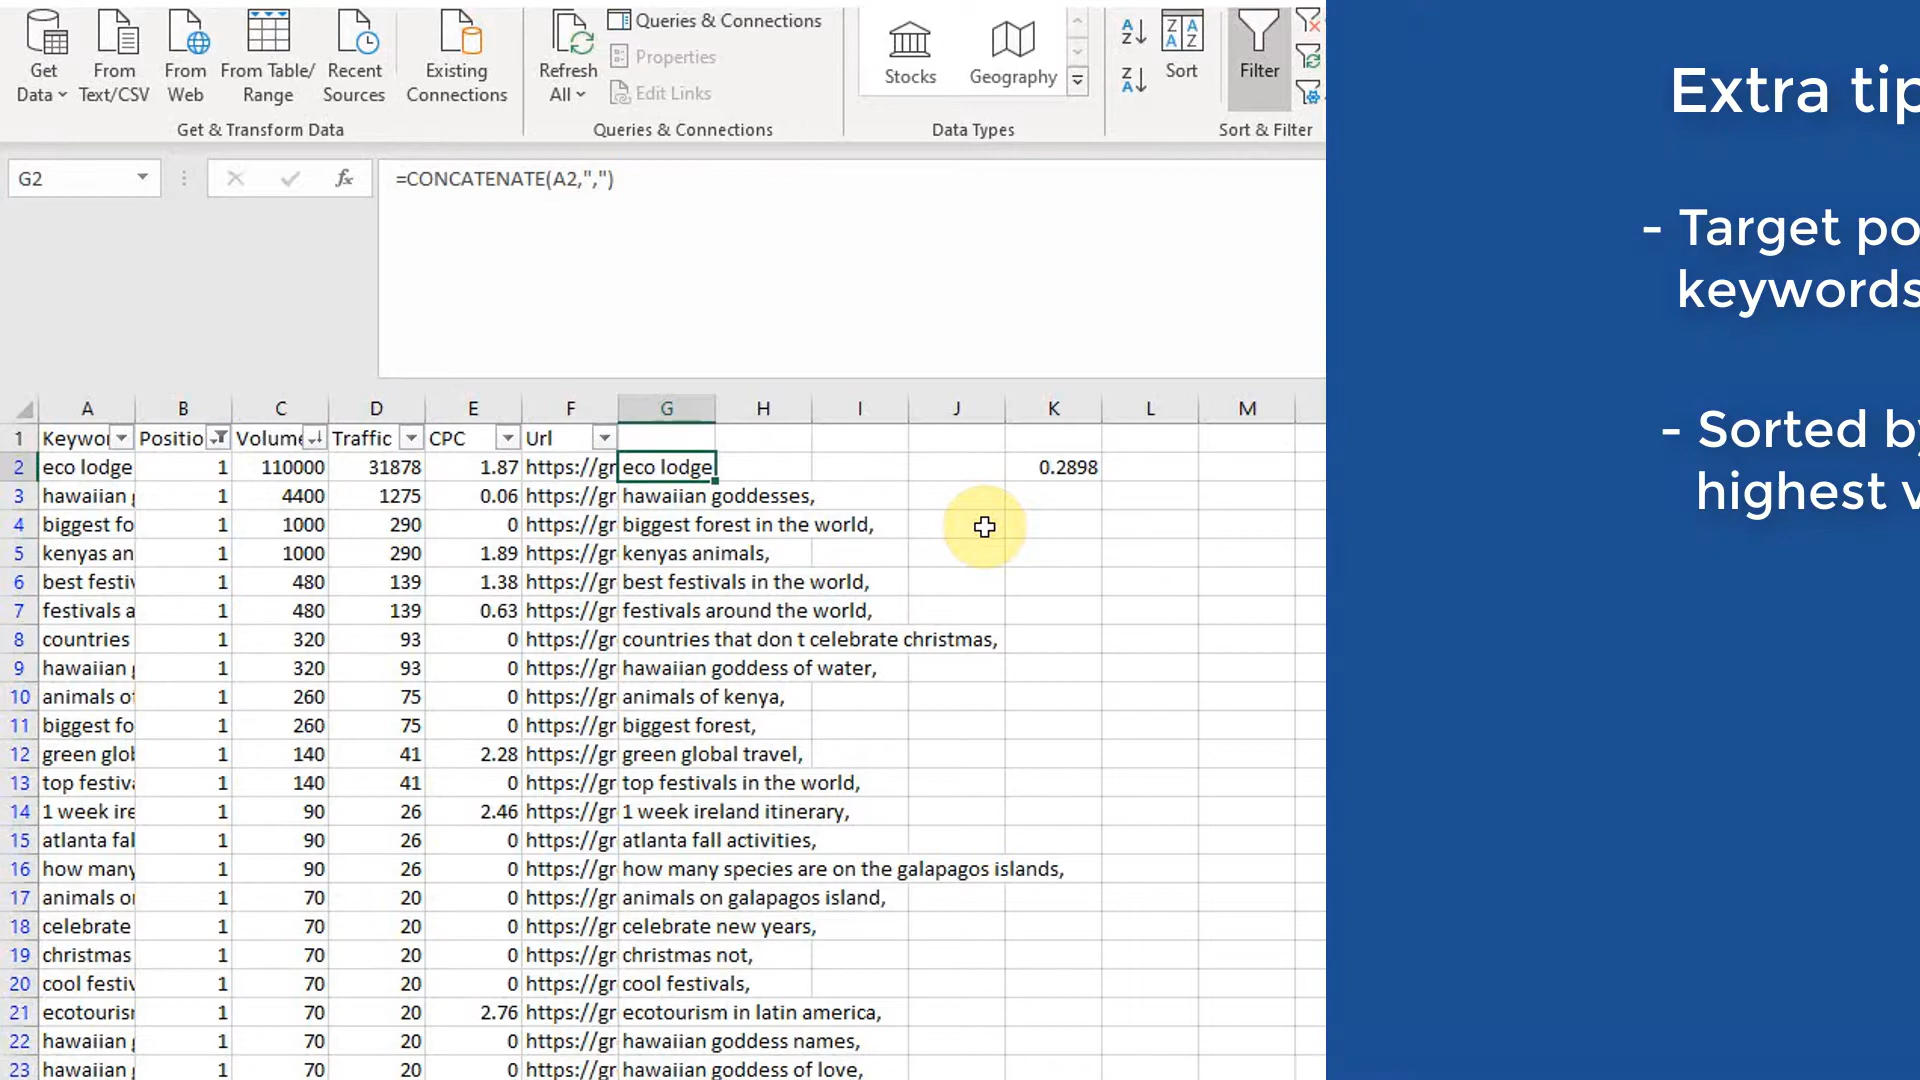 Get Data
From Text/CSV
From Web
From Table/ Range
Recent Sources
Existing Connections
Refresh All
Queries & Connections
Properties
Edit Links
Stocks
Geography
Sort
Filter
Get & Transform Data
Queries & Connections
Data Types
Sort & Filter
G2
fx
=CONCATENATE(A2,",")
A B C D E F G H I J K L M
1 Keywor Positio Volume Traffic CPC Url
2 eco lodge 1 110000 31878 1.87 https://gr eco lodge 0.2898
3 hawaiian 1 4400 1275 0.06 https://gr hawaiian goddesses,
4 biggest fo 1 1000 290 0 https://gr biggest forest in the world,
5 kenyas an 1 1000 290 1.89 https://gr kenyas animals,
6 best festiv 1 480 139 1.38 https://gr best festivals in the world,
7 festivals a 1 480 139 0.63 https://gr festivals around the world,
8 countries 1 320 93 0 https://gr countries that don t celebrate christmas,
9 hawaiian 1 320 93 0 https://gr hawaiian goddess of water,
10 animals of 1 260 75 0 https://gr animals of kenya,
11 biggest fo 1 260 75 0 https://gr biggest forest,
12 green glob 1 140 41 2.28 https://gr green global travel,
13 top festiva 1 140 41 0 https://gr top festivals in the world,
14 1 week ire 1 90 26 2.46 https://gr 1 week ireland itinerary,
15 atlanta fal 1 90 26 0 https://gr atlanta fall activities,
16 how many 1 90 26 0 https://gr how many species are on the galapagos islands,
17 animals on 1 70 20 0 https://gr animals on galapagos island,
18 celebrate 1 70 20 0 https://gr celebrate new years,
19 christmas 1 70 20 0 https://gr christmas not,
20 cool festiv 1 70 20 0 https://gr cool festivals,
21 ecotourisn 1 70 20 2.76 https://gr ecotourism in latin america,
22 hawaiian 1 70 20 0 https://gr hawaiian goddess names,
23 hawaiian 1 70 20 0 https://gr hawaiian goddess of love,
Extra tip
- Target po
keywords
- Sorted by
highest v